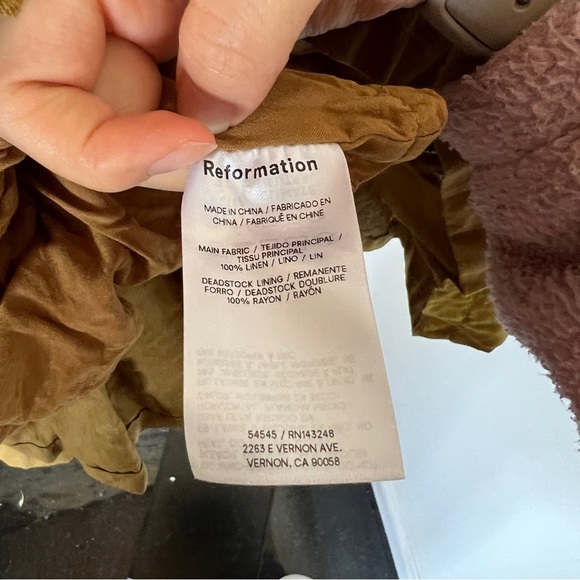 Reformation
MADE IN CHINA / FABRICADO EN
CHINA / FABRIQUÉ EN CHINE
MAIN FABRIC / TEJIDO PRINCIPAL /
TISSU PRINCIPAL
100% LINEN / LINO / LIN
DEADSTOCK LINING / REMANENTE
FORRO / DEADSTOCK DOUBLURE
100% RAYON / RAYÓN
54545 / RN143248
2263 E VERNON AVE.
VERNON, CA 90058